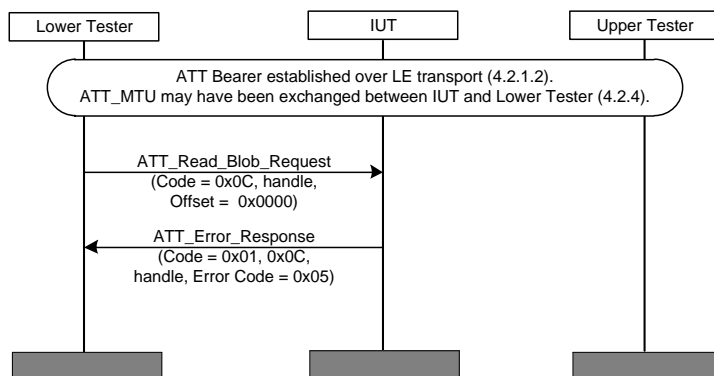 Lower Tester
IUT
Upper Tester
ATT Bearer established over LE transport (4.2.1.2).
ATT_MTU may have been exchanged between IUT and Lower Tester (4.2.4).
ATT_Read_Blob_Request
(Code = 0x0C, handle,
Offset = 0x0000)
ATT_Error_Response
(Code = 0x01, 0x0C,
handle, Error Code = 0x05)